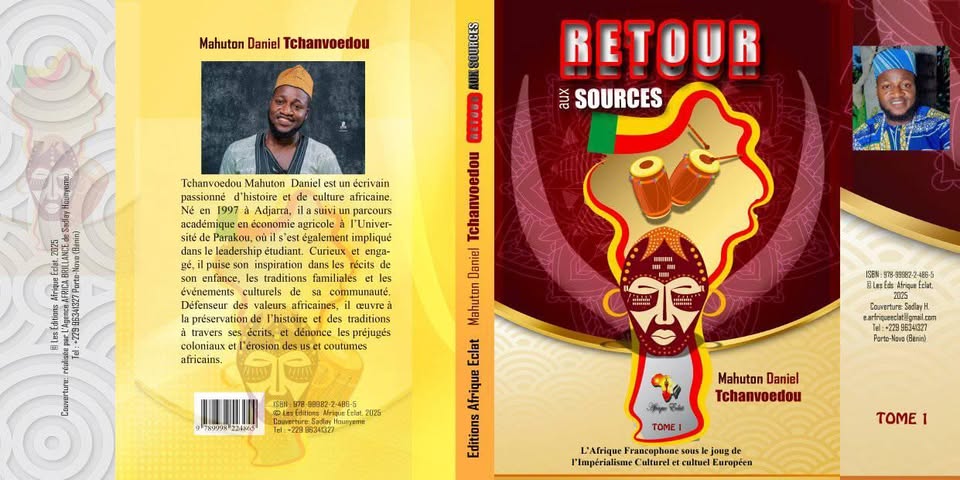 © Les Editions Afrique Eclat, 2025
Couverture: réalisée par L'Agence AFRICA BRILLANCE de Sadlay Hounyeme
Tel : +229 96341327 Porto-Novo (Bénin)
Mahuton Daniel Tchanvoedou
Tchanvoedou Mahuton Daniel est un écrivain
passionné d'histoire et de culture africaine.
Né en 1997 à Adjarra, il a suivi un parcours
académique en économie agricole à l'Univer-
sité de Parakou, où il s'est également impliqué
dans le leadership étudiant. Curieux et enga-
gé, il puise son inspiration dans les récits de
son enfance, les traditions familiales et les
événements culturels de sa communauté.
Défenseur des valeurs africaines, il œuvre à
la préservation de l'histoire et des traditions
à travers ses écrits, et dénonce les préjugés
coloniaux et l'érosion des us et coutumes
africains.
ISBN : 978-99982-2-486-5
© Les Editions Afrique Eclat, 2025
Couverture: Sadlay Hounyeme
Tel : +229 96341327
9 789998 224865
Editions Afrique Eclat Mahuton Daniel Tchanvoedou RETOUR AUX SOURCES
RETOUR
aux SOURCES
Afrique Eclat
TOME 1
Mahuton Daniel
Tchanvoedou
L'Afrique Francophone sous le joug de
l'Impérialisme Culturel et cultuel Européen
ISBN : 978-99982-2-486-5
© Les Eds Afrique Eclat,
2025
Couverture: Sadlay H.
e.arfriqueeclat@gmail.com
Tel : +229 96341327
Porto-Novo (Bénin)
TOME 1